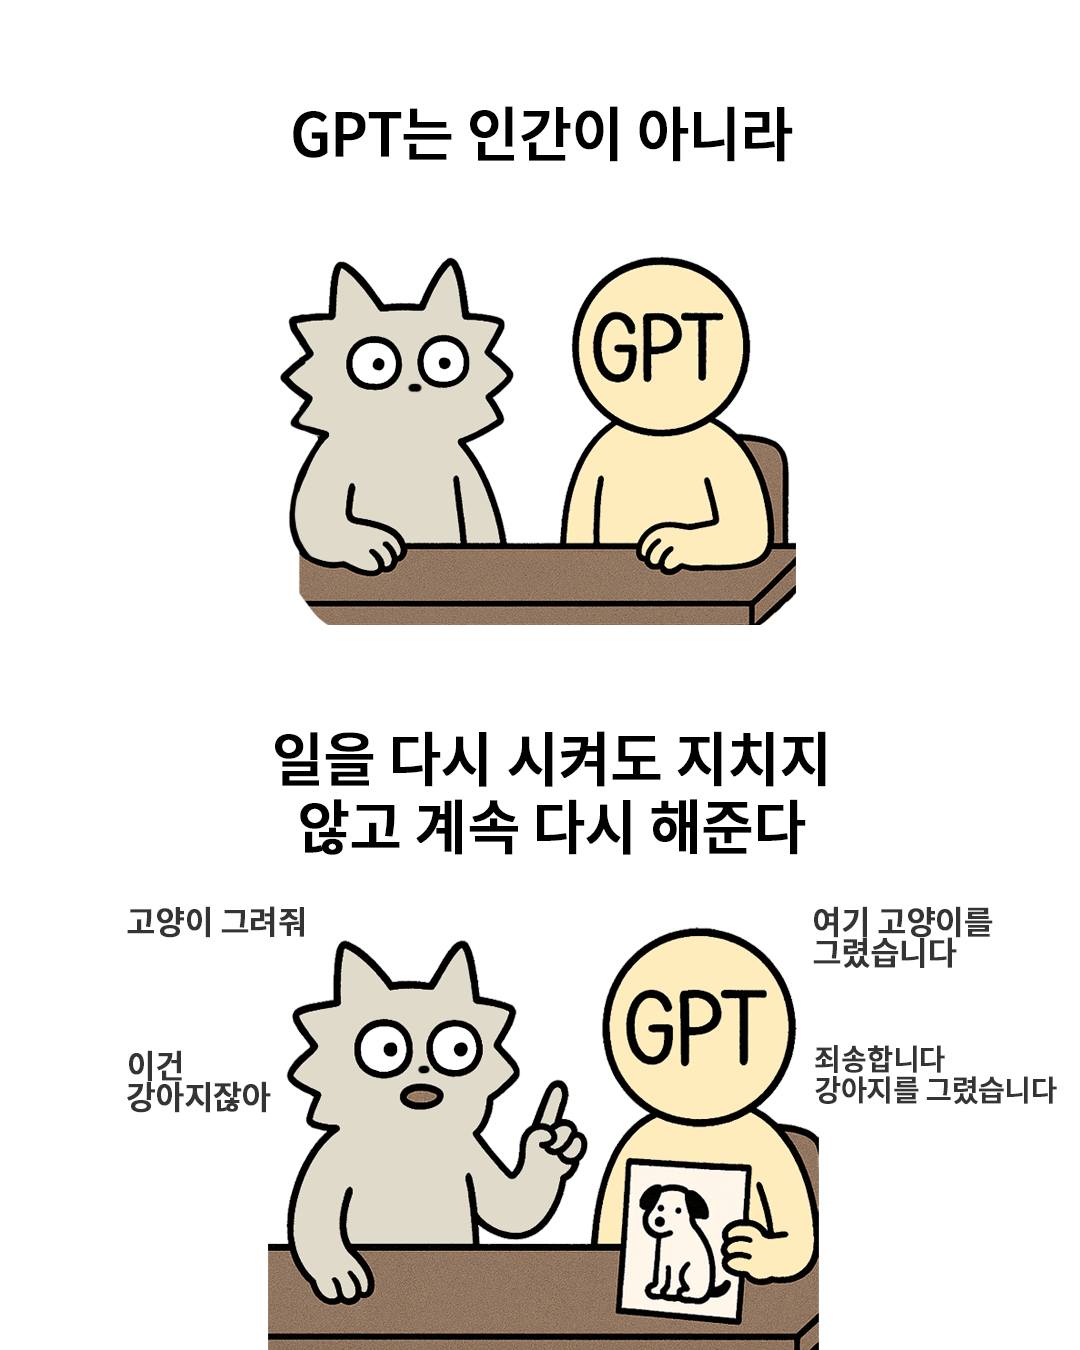 GPT는 인간이 아니라
GPT
일을 다시 시켜도 지치지
않고 계속 다시 해준다
고양이 그려줘
여기 고양이를
그렸습니다
GPT
이건
강아지잖아
죄송합니다
강아지를 그렸습니다